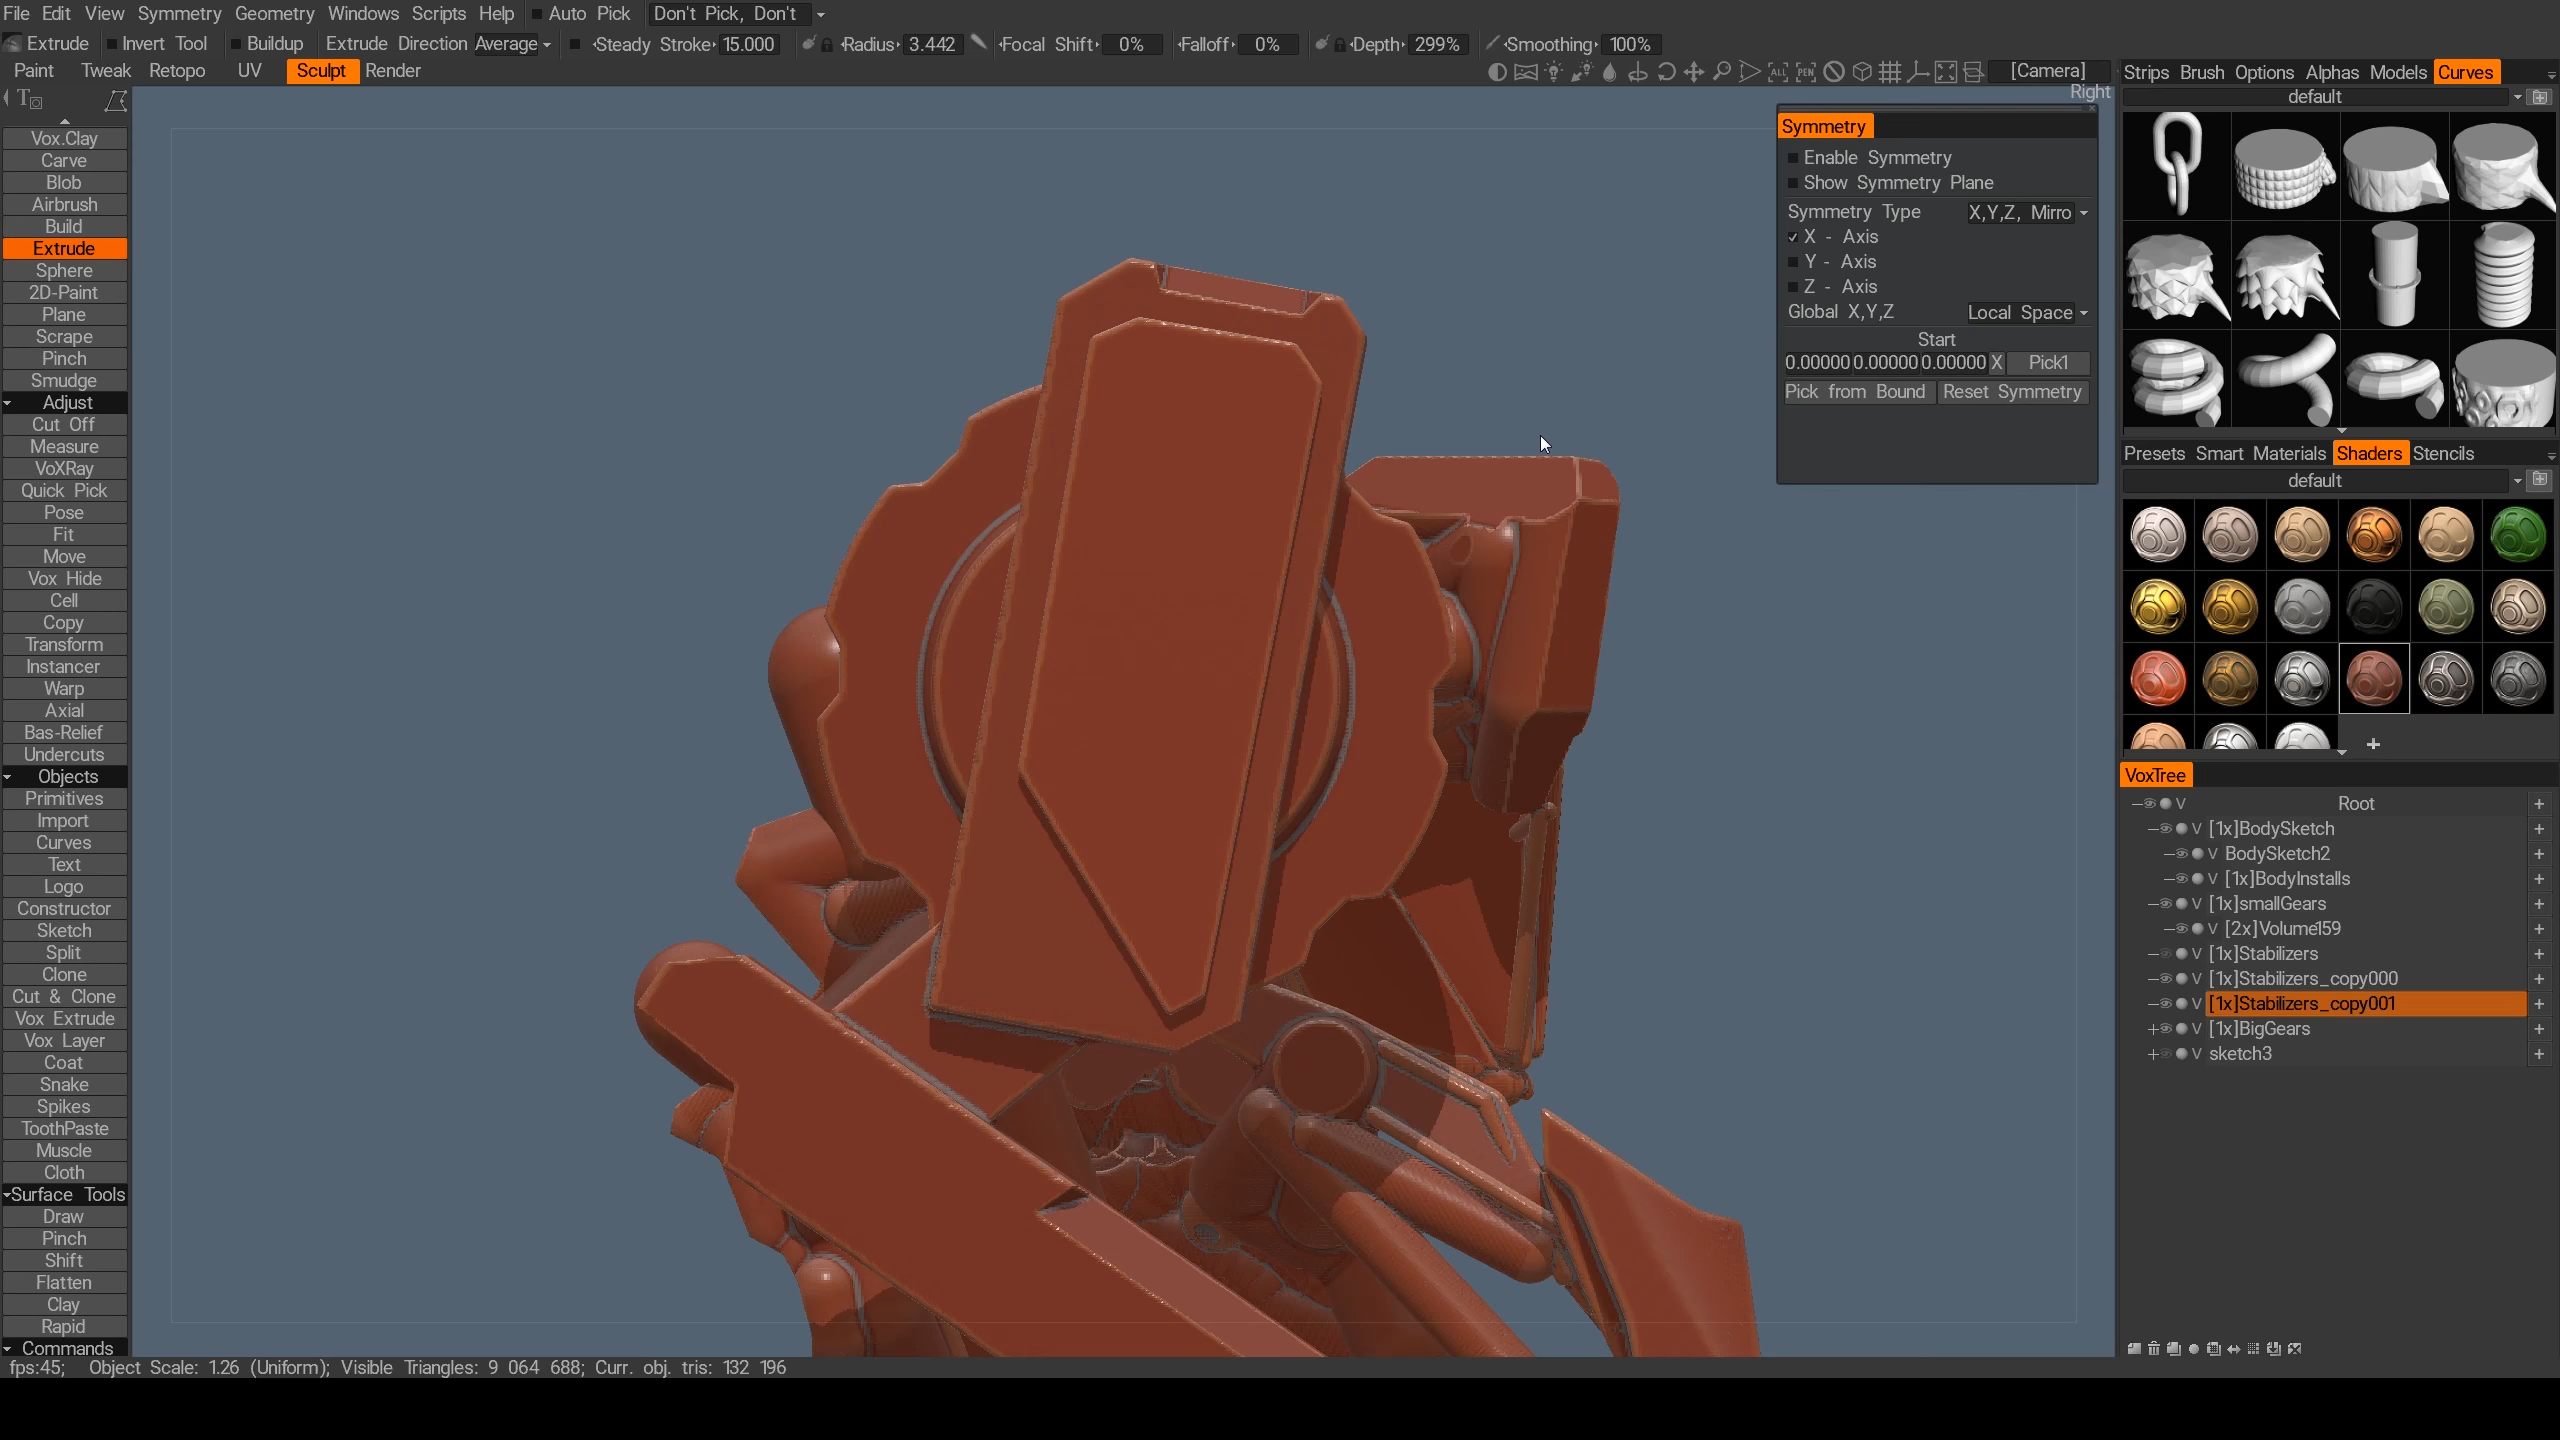 File Edit View Symmetry Geometry Windows Scripts Help Auto Pick Don't Pick, Don't
Extrude Invert Tool Buildup Extrude Direction Average Steady Stroke 15.000 Radius 3.442 Focal Shift 0% Falloff 0% Depth 299% Smoothing 100%
Paint Tweak Retopo UV Sculpt Render [Camera]
Right
Vox.Clay
Carve
Blob
Airbrush
Build
Extrude
Sphere
2D-Paint
Plane
Scrape
Pinch
Smudge
Adjust
Cut Off
Measure
VoXRay
Quick Pick
Pose
Fit
Move
Vox Hide
Cell
Copy
Transform
Instancer
Warp
Axial
Bas-Relief
Undercuts
Objects
Primitives
Import
Curves
Text
Logo
Constructor
Sketch
Split
Clone
Cut & Clone
Vox Extrude
Vox Layer
Coat
Snake
Spikes
ToothPaste
Muscle
Cloth
Surface Tools
Draw
Pinch
Shift
Flatten
Clay
Rapid
Commands
Symmetry
Enable Symmetry
Show Symmetry Plane
Symmetry Type X,Y,Z, Mirro
X - Axis
Y - Axis
Z - Axis
Global X,Y,Z Local Space
Start
0.00000 0.00000 0.00000 X Pick1
Pick from Bound Reset Symmetry
Strips Brush Options Alphas Models Curves
default
Presets Smart Materials Shaders Stencils
default
VoxTree
V Root +
V [1x]BodySketch +
V BodySketch2 +
V [1x]BodyInstalls +
V [1x]smallGears +
V [2x]Volume159 +
V [1x]Stabilizers +
V [1x]Stabilizers_copy000 +
V [1x]Stabilizers_copy001 +
V [1x]BigGears +
V sketch3 +
fps:45; Object Scale: 1.26 (Uniform); Visible Triangles: 9 064 688; Curr. obj. tris: 132 196